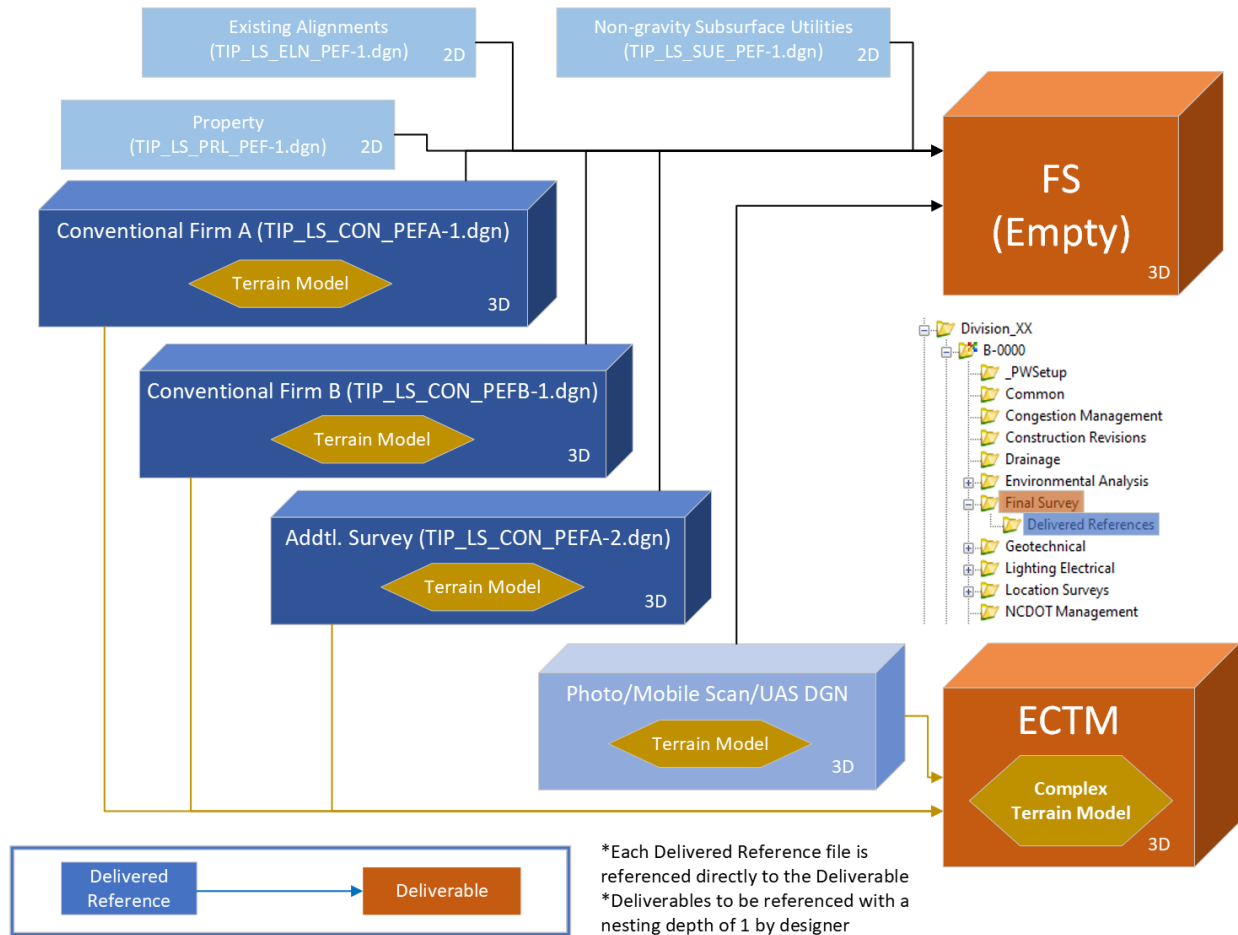 Existing Alignments
(TIP_LS_ELN_PEF-1.dgn)
2D
Non-gravity Subsurface Utilities
(TIP_LS_SUE_PEF-1.dgn)
2D
Property
(TIP_LS_PRL_PEF-1.dgn)
2D
FS
(Empty)
3D
Conventional Firm A (TIP_LS_CON_PEFA-1.dgn)
Terrain Model
3D
Conventional Firm B (TIP_LS_CON_PEFB-1.dgn)
Terrain Model
3D
Addtl. Survey (TIP_LS_CON_PEFA-2.dgn)
Terrain Model
3D
Division_XX
B-0000
_PWSetup
Common
Congestion Management
Construction Revisions
Drainage
Environmental Analysis
Final Survey
Delivered References
Geotechnical
Lighting Electrical
Location Surveys
NCDOT Management
Photo/Mobile Scan/UAS DGN
Terrain Model
3D
ECTM
Complex
Terrain Model
3D
Delivered
Reference
Deliverable
*Each Delivered Reference file is
referenced directly to the Deliverable
*Deliverables to be referenced with a
nesting depth of 1 by designer